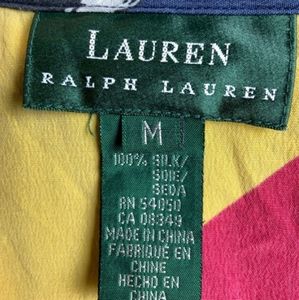 LAUREN
RALPH LAUREN
M
100% SILK/
SOIE/
SEDA
RN 54050
CA 08349
MADE IN CHINA
FABRIQUÉ EN
CHINE
HECHO EN
CHINA